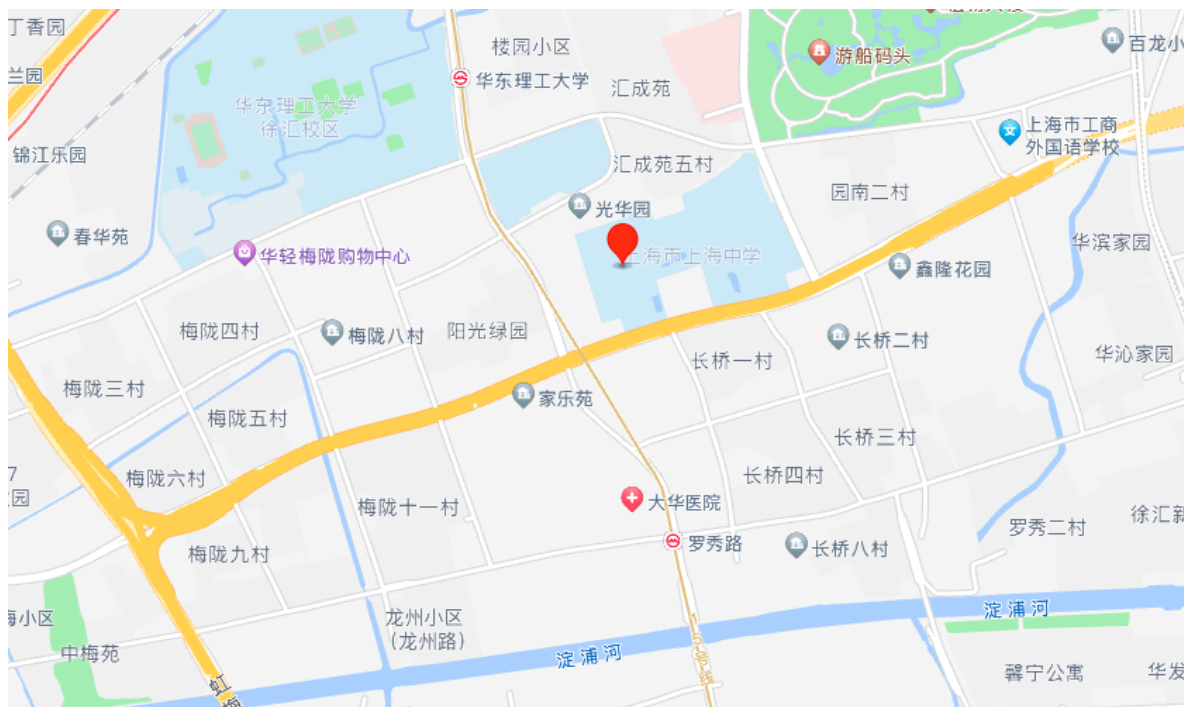 丁香园
楼园小区
游船码头
百龙小
兰园
华东理工大学
汇成苑
华东理工大学
徐汇校区
上海市工商
外国语学校
锦江乐园
汇成苑五村
园南二村
光华园
春华苑
华滨家园
华轻梅陇购物中心
上海市上海中学
鑫隆花园
梅陇四村
梅陇八村
阳光绿园
长桥二村
长桥一村
华沁家园
梅陇三村
家乐苑
梅陇五村
长桥三村
7
梅陇六村
长桥四村
园
梅陇十一村
大华医院
徐汇新
罗秀二村
梅陇九村
罗秀路
长桥八村
淀浦河
海小区
龙州小区
(龙州路)
15号线
中梅苑
淀浦河
馨宁公寓
华发
虹梅